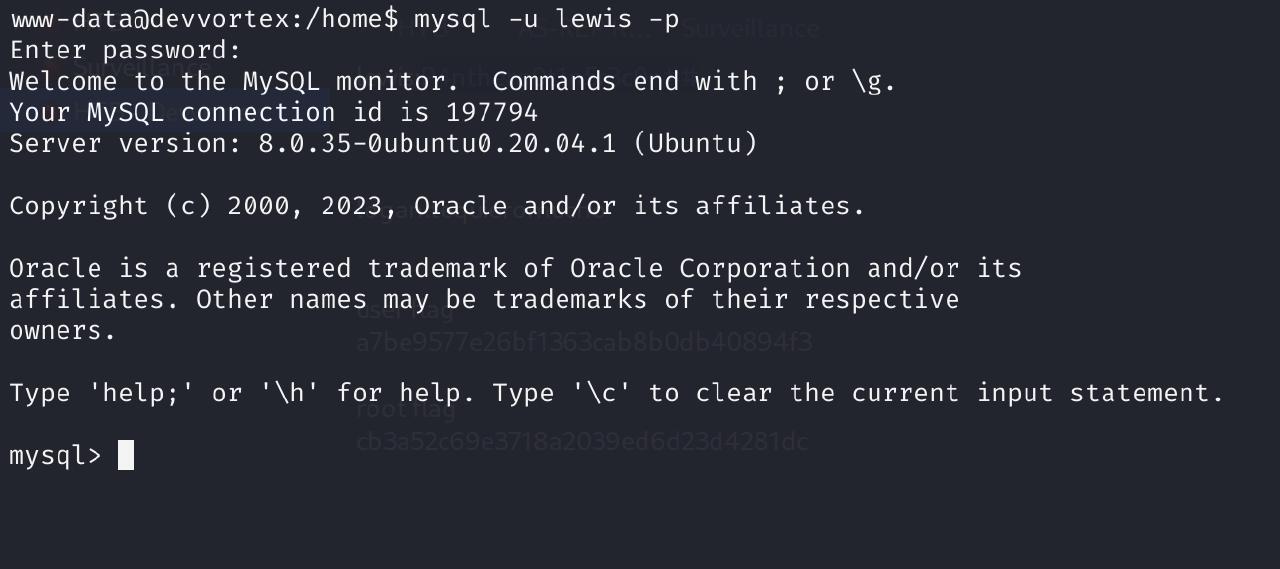 www-data@devvortex:/home$ mysql -u lewis -p
Enter password:
Surveillance
Surveillance
Welcome to the MySQL monitor.  Commands end with ; or \g.
Your MySQL connection id is 197794
Server version: 8.0.35-0ubuntu0.20.04.1 (Ubuntu)
Copyright (c) 2000, 2023, Oracle and/or its affiliates.
Oracle is a registered trademark of Oracle Corporation and/or its
affiliates. Other names may be trademarks of their respective
user flag
owners.
a7be9577e26bf1363cab8b0db40894f3
Type 'help;' or '\h' for help. Type '\c' to clear the current input statement.
root flag
cb3a52c69e3718a2039ed6d23d4281dc
mysql>